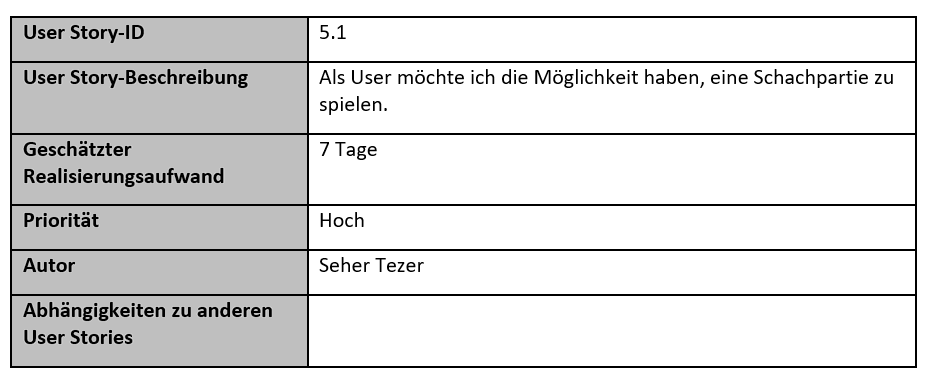 User Story-ID 5.1
User Story-Beschreibung Als User möchte ich die Möglichkeit haben, eine Schachpartie zu
spielen.
Geschätzter 7 Tage
Realisierungsaufwand
Priorität Hoch
Autor Seher Tezer
Abhängigkeiten zu anderen
User Stories